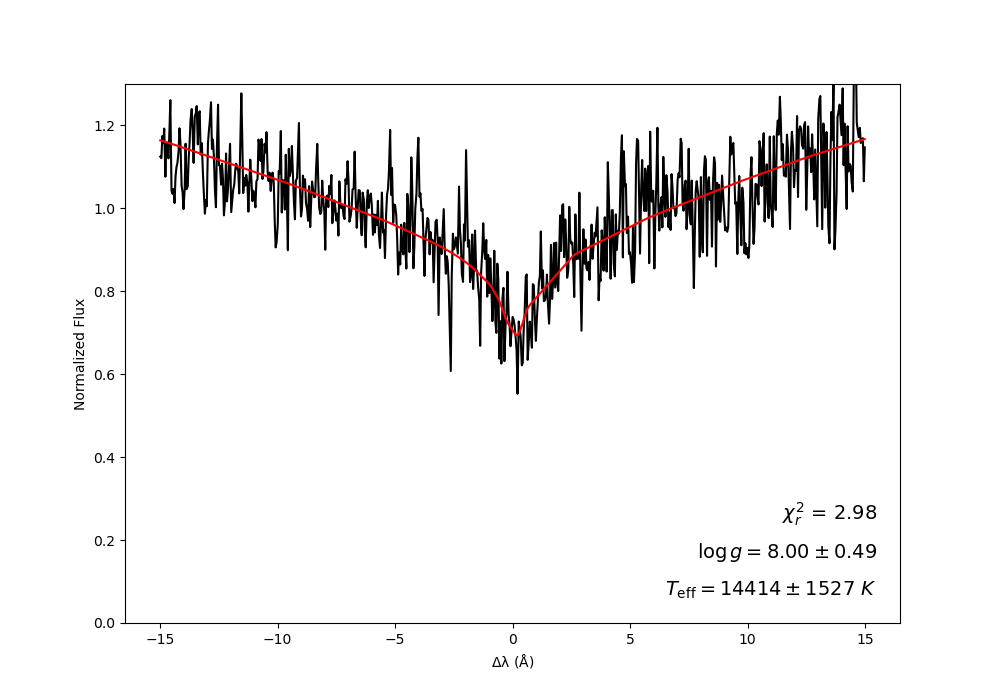 1.2
1.0
0.8
0.6
0.4
0.2
0.0
Normalized Flux
χ²ᵣ = 2.98
log g = 8.00 ± 0.49
T_eff = 14414 ± 1527 K
−15 −10 −5 0 5 10 15
Δλ (Å)